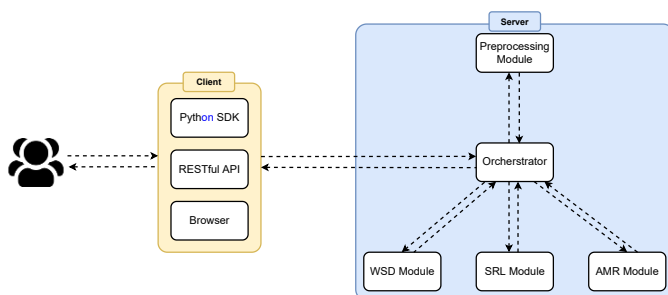 Server
Preprocessing
Module
Client
Python SDK
RESTful API
Browser
Orcherstrator
WSD Module
SRL Module
AMR Module